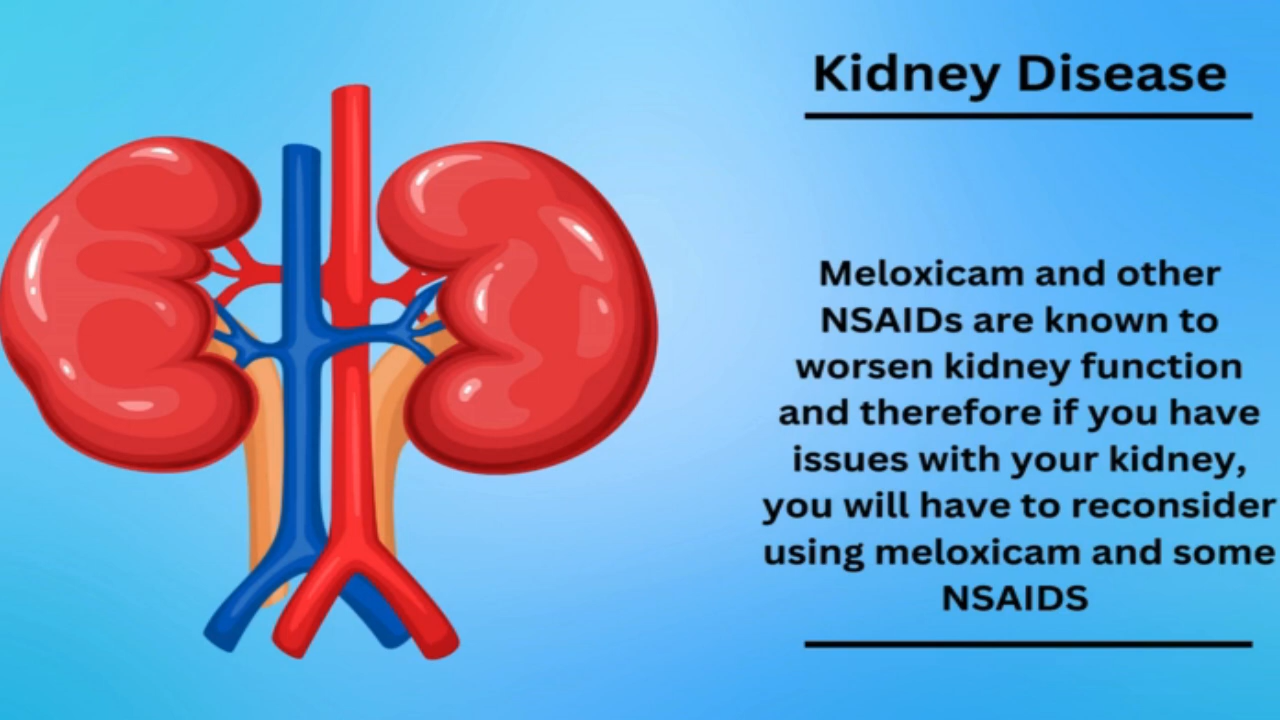 Kidney Disease
Meloxicam and other
NSAIDs are known to
worsen kidney function
and therefore if you have
issues with your kidney,
you will have to reconsider
using meloxicam and some
NSAIDS